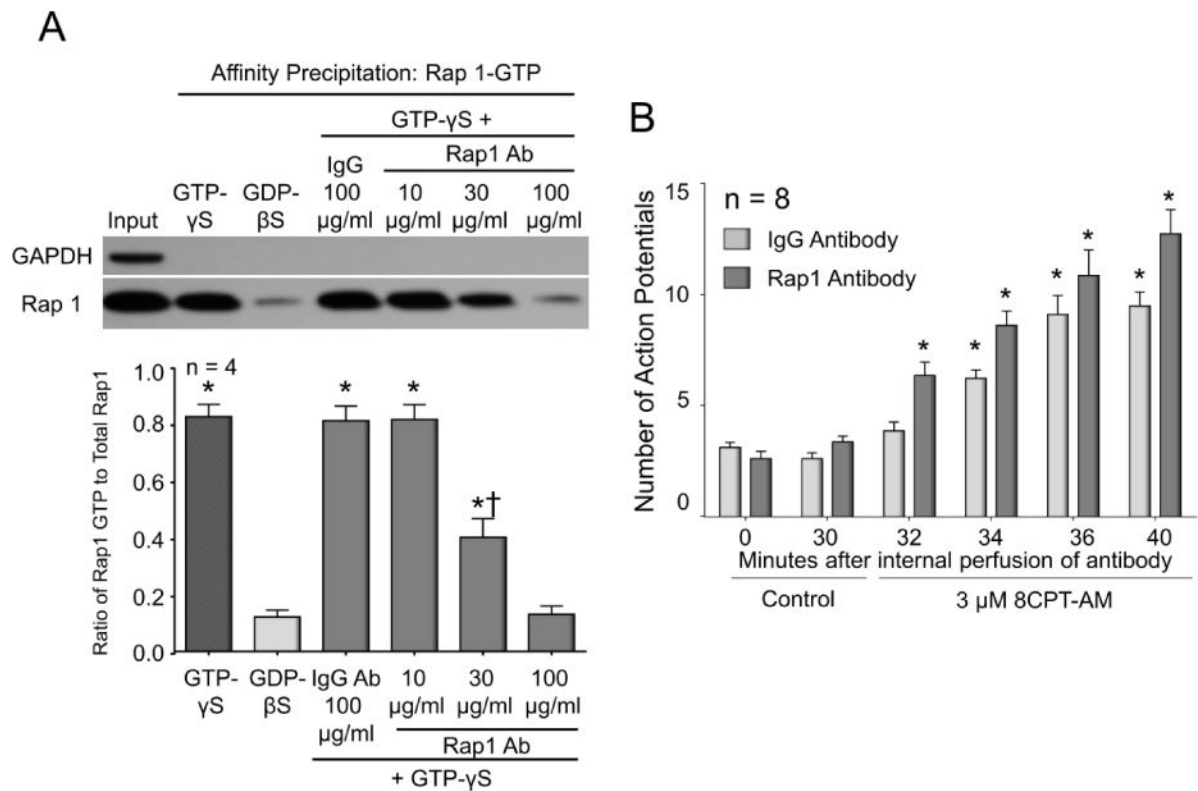 A
Affinity Precipitation: Rap 1-GTP
GTP-γS +
IgG
Rap1 Ab
GTP- GDP- 100 10 30 100
Input γS βS µg/ml µg/ml µg/ml µg/ml
GAPDH
Rap 1
n = 4
Ratio of Rap1 GTP to Total Rap1
1.0
0.8
0.6
0.4
0.2
0.0
* * * *†
GTP- GDP- IgG Ab 10 30 100
γS βS 100 µg/ml µg/ml µg/ml
µg/ml
Rap1 Ab
+ GTP-γS
B
n = 8
IgG Antibody
Rap1 Antibody
Number of Action Potentials
15
10
5
0
* * * * * * *
0 30 32 34 36 40
Minutes after internal perfusion of antibody
Control 3 µM 8CPT-AM